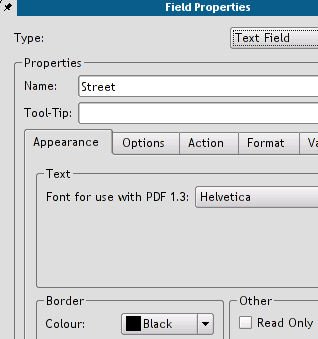 Field Properties
Type: Text Field
Properties
Name: Street
Tool-Tip:
Appearance Options Action Format
Text
Font for use with PDF 1.3: Helvetica
Border Other
Colour: Black Read Only